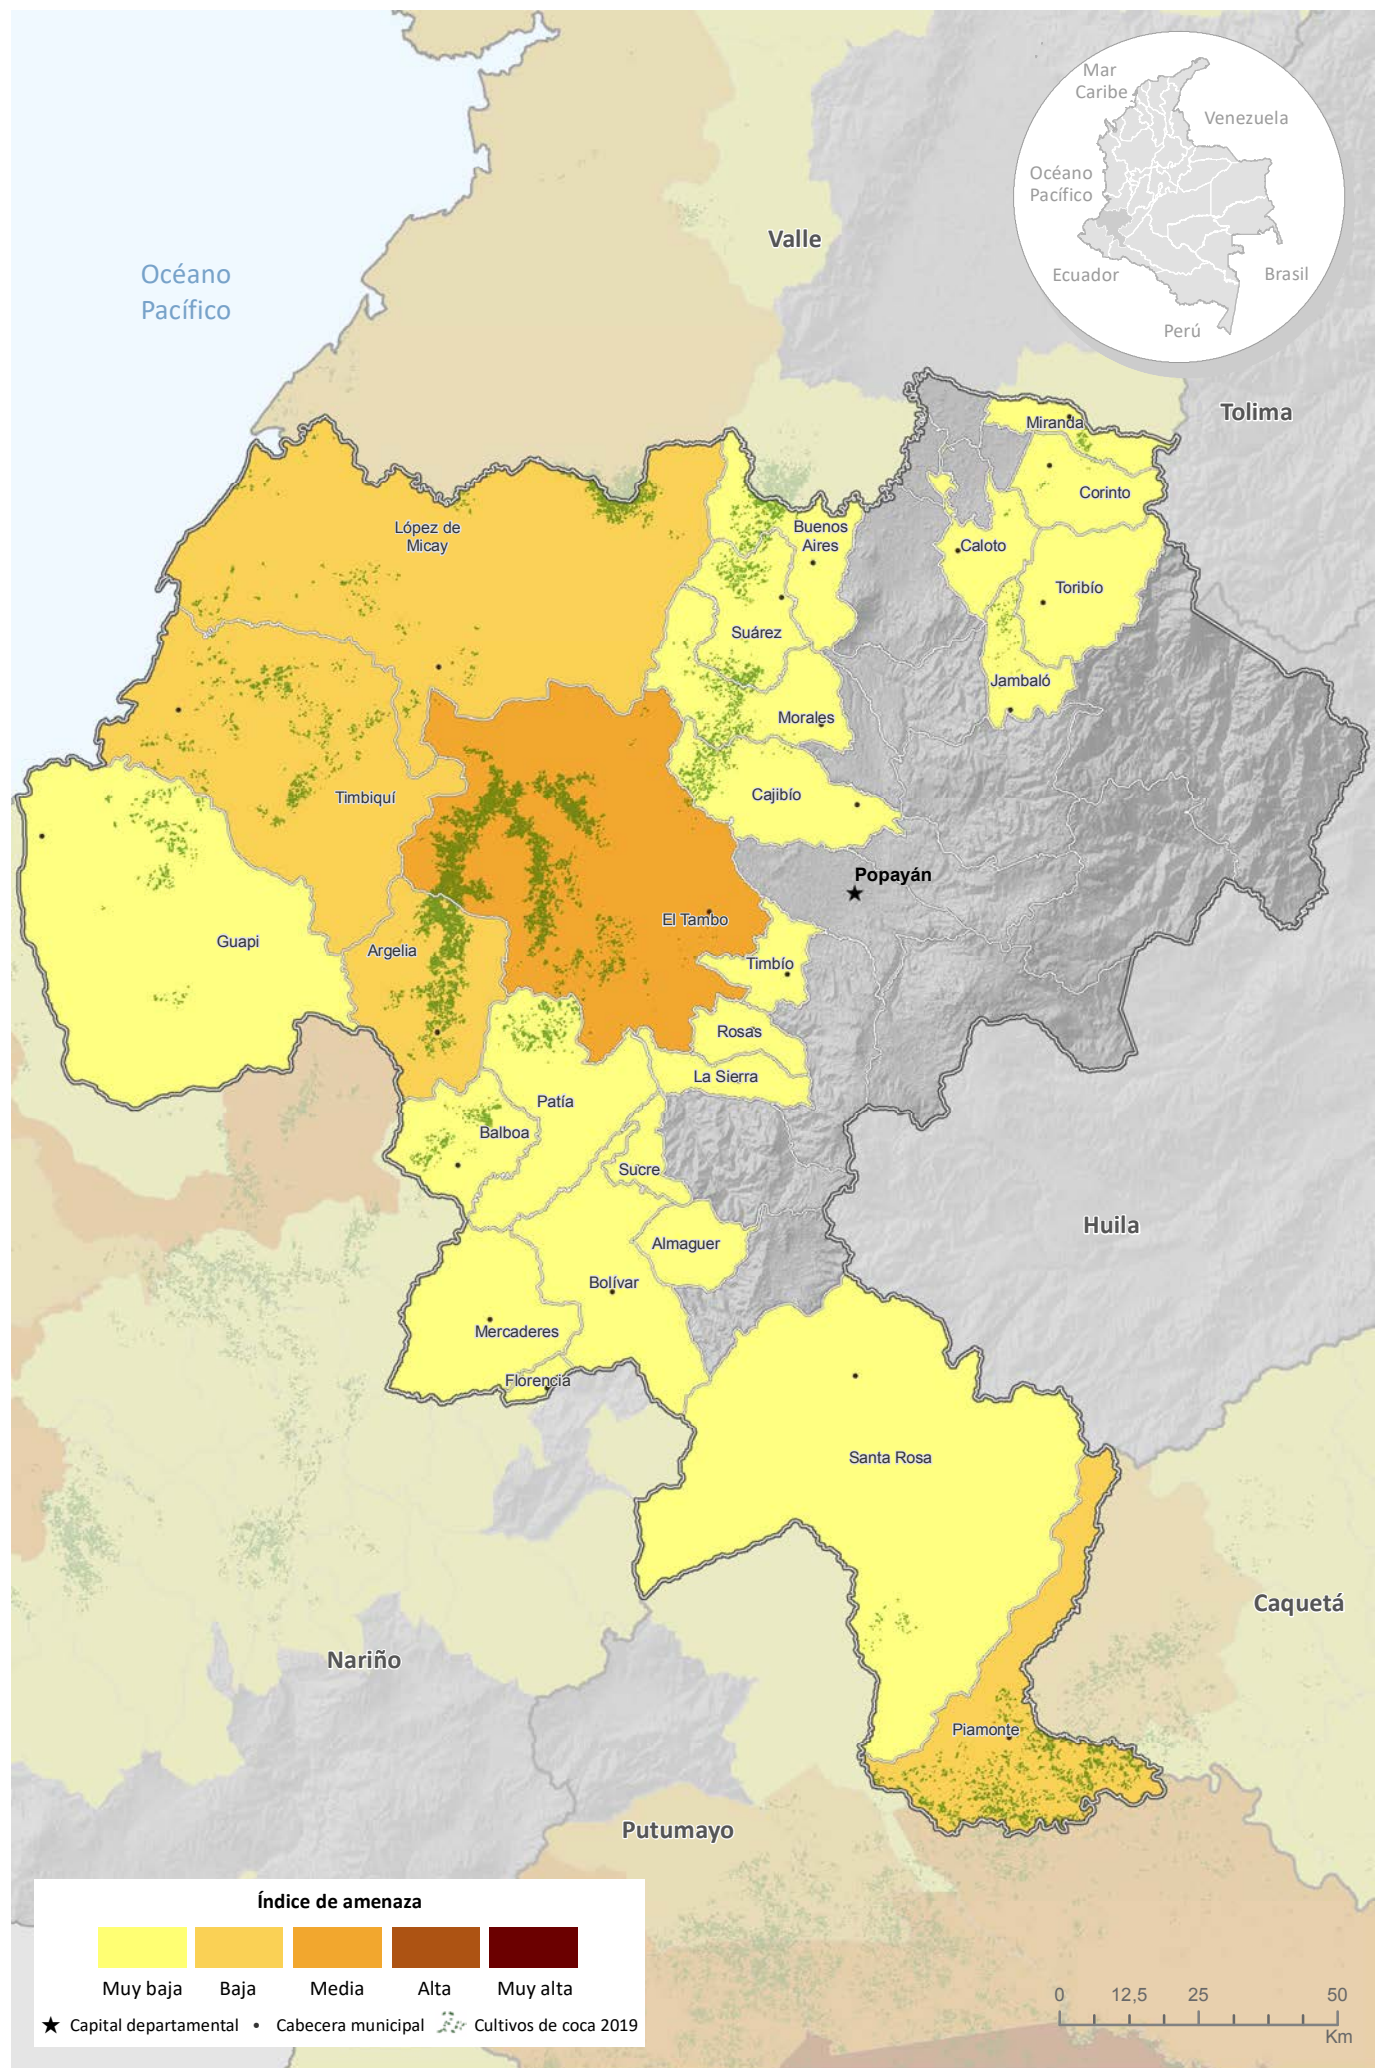 Mar
Caribe
Venezuela
Océano
Pacífico
Ecuador
Brasil
Perú
Océano
Pacífico
Valle
Tolima
Miranda
Corinto
López de
Micay
Buenos
Aires
Caloto
Toribío
Suárez
Jambaló
Morales
Timbiquí
Cajibío
Popayán
El Tambo
Guapi
Argelia
Timbío
Rosas
La Sierra
Patía
Balboa
Sucre
Huila
Almaguer
Bolívar
Mercaderes
Florencia
Santa Rosa
Caquetá
Nariño
Piamonte
Putumayo
Índice de amenaza
Muy baja Baja Media Alta Muy alta
Capital departamental Cabecera municipal Cultivos de coca 2019
0 12,5 25 50
Km